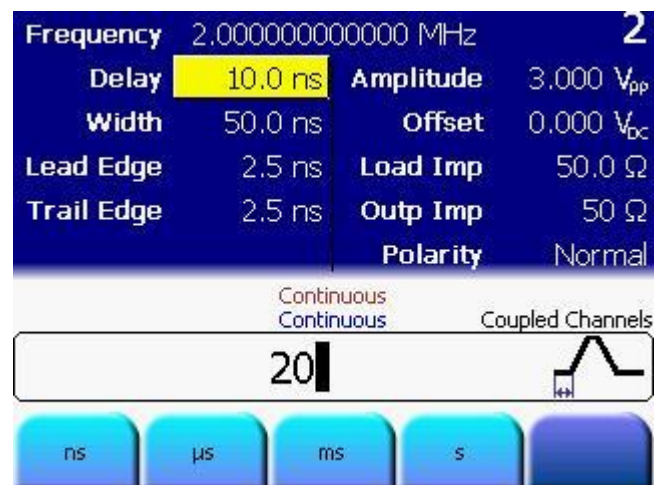 Frequency 2.000000000000 MHz 2
Delay 10.0 ns Amplitude 3.000 Vpp
Width 50.0 ns Offset 0.000 VDC
Lead Edge 2.5 ns Load Imp 50.0 Ω
Trail Edge 2.5 ns Outp Imp 50 Ω
Polarity Normal
Continuous
Continuous Coupled Channels
20
ns µs ms s